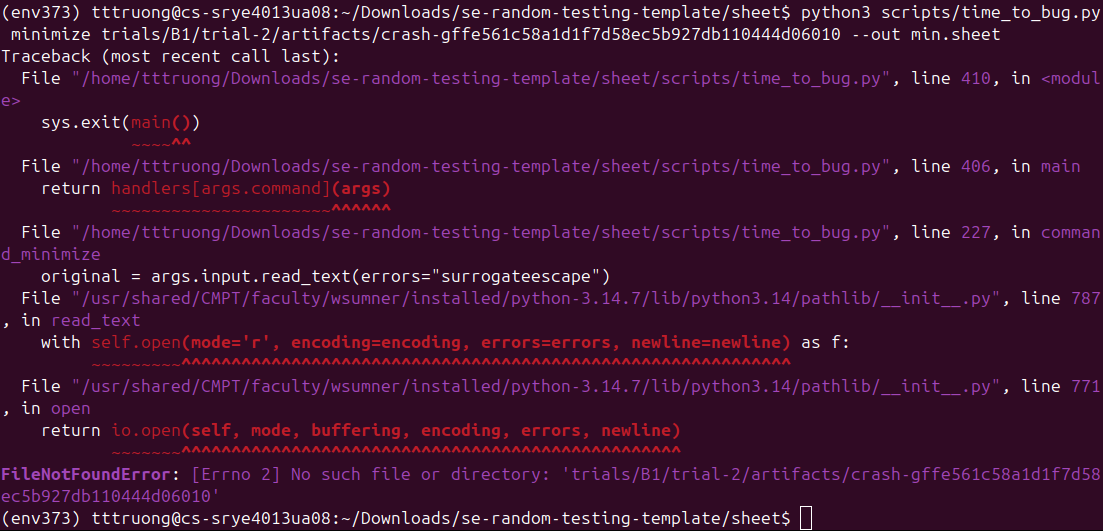 (env373) tttruong@cs-srye4013ua08:~/Downloads/se-random-testing-template/sheet$ python3 scripts/time_to_bug.py
 minimize trials/B1/trial-2/artifacts/crash-gffe561c58a1d1f7d58ec5b927db110444d06010 --out min.sheet
Traceback (most recent call last):
  File "/home/tttruong/Downloads/se-random-testing-template/sheet/scripts/time_to_bug.py", line 410, in <modul
e>
    sys.exit(main())
             ~~~~^^
  File "/home/tttruong/Downloads/se-random-testing-template/sheet/scripts/time_to_bug.py", line 406, in main
    return handlers[args.command](args)
           ~~~~~~~~~~~~~~~~~~~~~~^^^^^^
  File "/home/tttruong/Downloads/se-random-testing-template/sheet/scripts/time_to_bug.py", line 227, in comman
d_minimize
    original = args.input.read_text(errors="surrogateescape")
  File "/usr/shared/CMPT/faculty/wsumner/installed/python-3.14.7/lib/python3.14/pathlib/__init__.py", line 787
, in read_text
    with self.open(mode='r', encoding=encoding, errors=errors, newline=newline) as f:
         ~~~~~~~~~^^^^^^^^^^^^^^^^^^^^^^^^^^^^^^^^^^^^^^^^^^^^^^^^^^^^^^^^^^^^^
  File "/usr/shared/CMPT/faculty/wsumner/installed/python-3.14.7/lib/python3.14/pathlib/__init__.py", line 771
, in open
    return io.open(self, mode, buffering, encoding, errors, newline)
           ~~~~~~~^^^^^^^^^^^^^^^^^^^^^^^^^^^^^^^^^^^^^^^^^^^^^^^^^^
FileNotFoundError: [Errno 2] No such file or directory: 'trials/B1/trial-2/artifacts/crash-gffe561c58a1d1f7d58
ec5b927db110444d06010'
(env373) tttruong@cs-srye4013ua08:~/Downloads/se-random-testing-template/sheet$